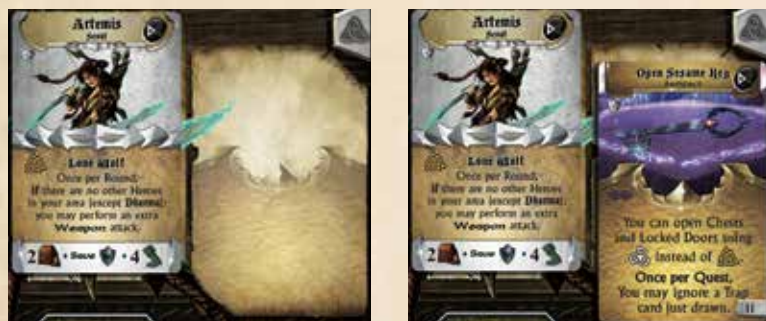 Artemis
Scout
Lone Wolf
Once per Round,
If there are no other Heroes
in your area (except Dharma),
you may perform an extra
Weapon attack.
2 • Save • 4
Artemis
Scout
Lone Wolf
Once per Round,
If there are no other Heroes
in your area (except Dharma),
you may perform an extra
Weapon attack.
2 • Save • 4
Open Sesame Key
Artifact
You can open Chests
and Locked Doors using
instead of .
Once per Quest,
You may ignore a Trap
card just drawn.
II